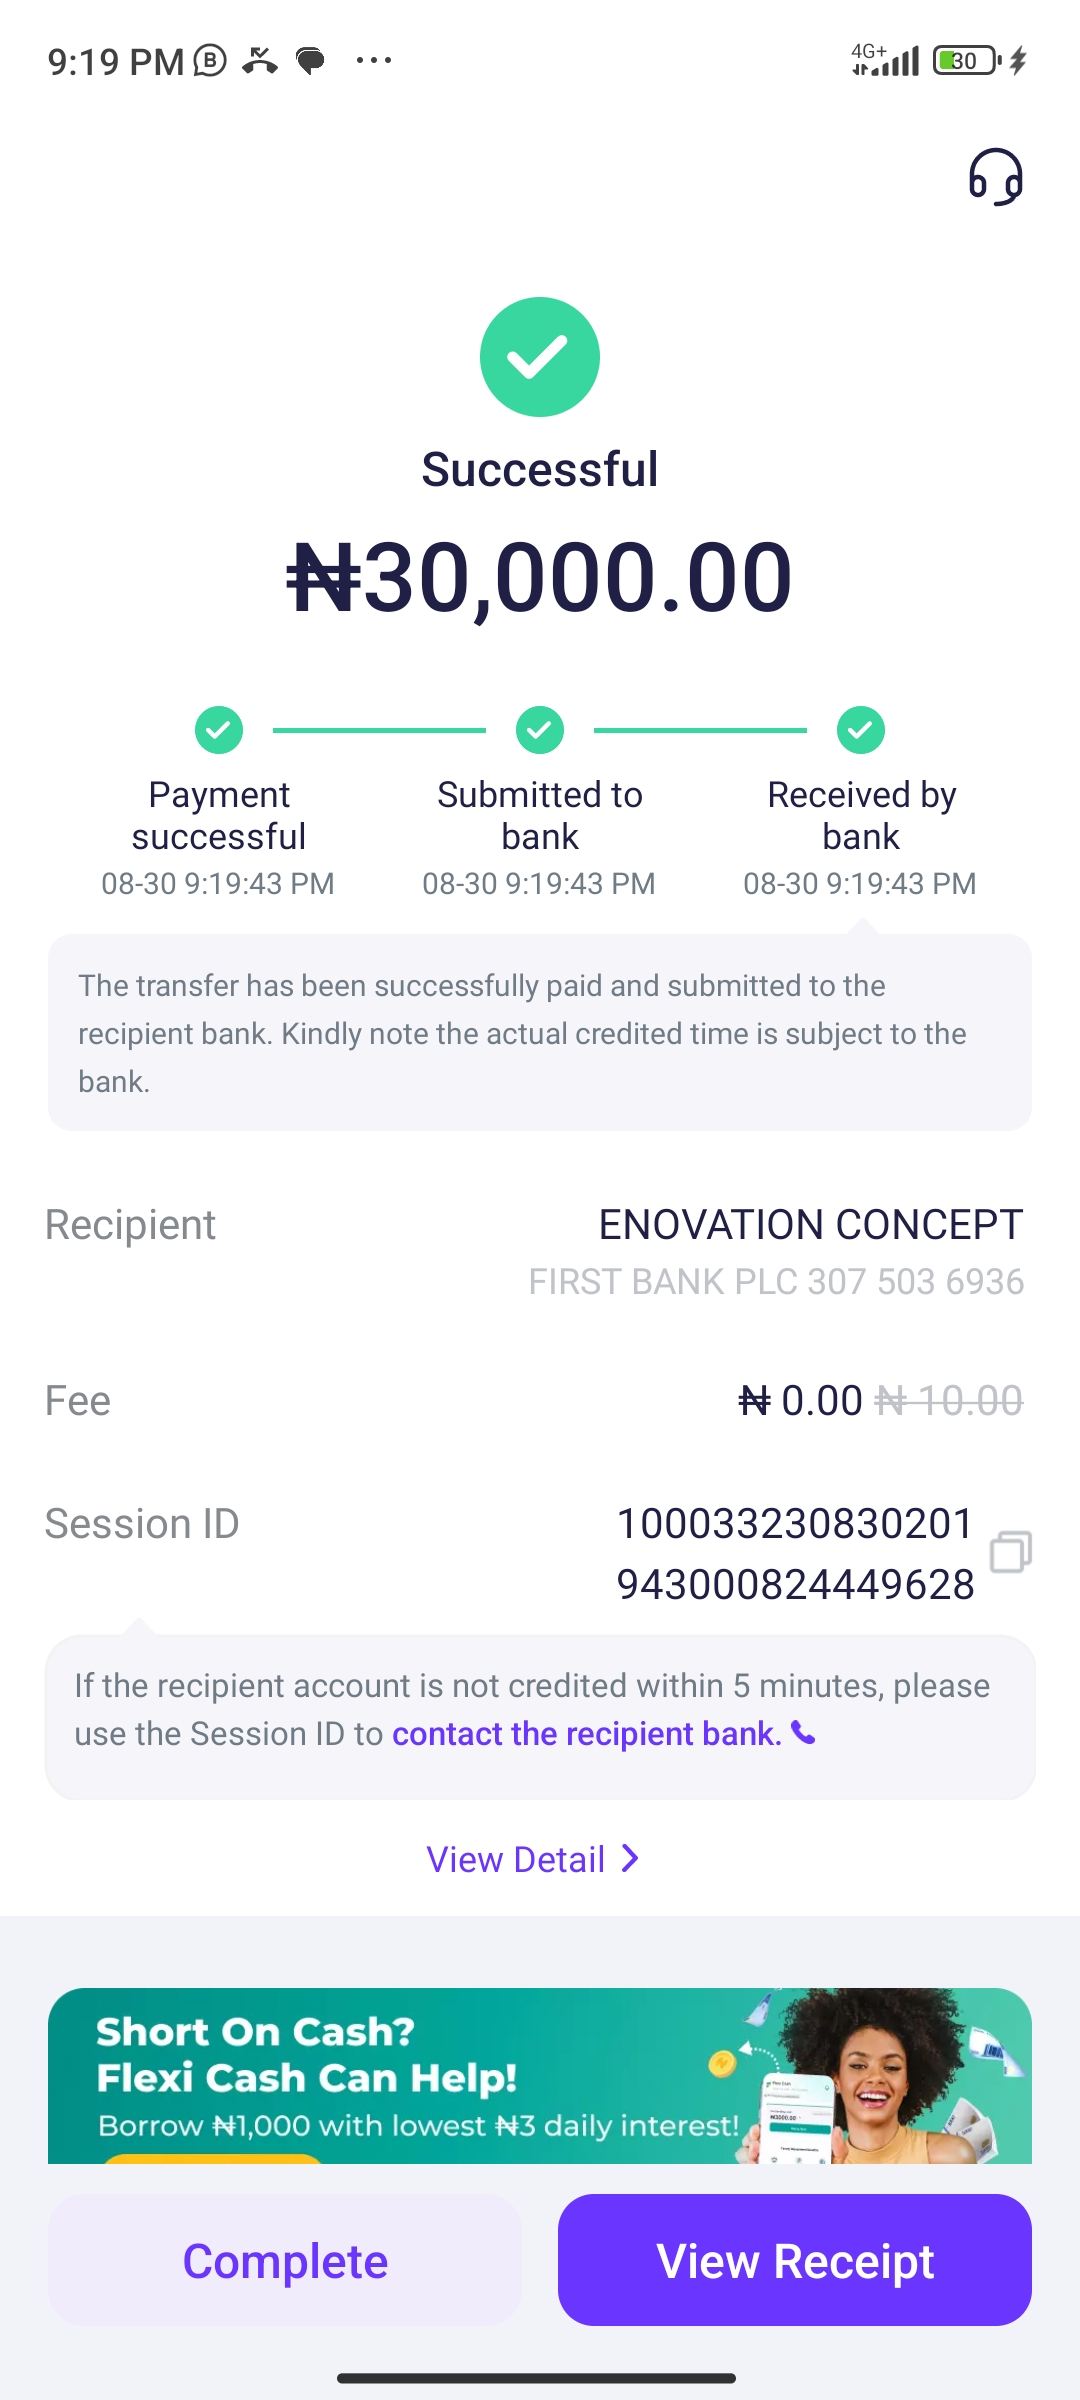 9:19 PM
4G+
30
Successful
₦30,000.00
Payment
successful
08-30 9:19:43 PM
Submitted to
bank
08-30 9:19:43 PM
Received by
bank
08-30 9:19:43 PM
The transfer has been successfully paid and submitted to the
recipient bank. Kindly note the actual credited time is subject to the
bank.
Recipient
ENOVATION CONCEPT
FIRST BANK PLC 307 503 6936
Fee
₦ 0.00 ₦ 10.00
Session ID
100033230830201
943000824449628
If the recipient account is not credited within 5 minutes, please
use the Session ID to contact the recipient bank.
View Detail
Short On Cash?
Flexi Cash Can Help!
Borrow ₦1,000 with lowest ₦3 daily interest!
Complete
View Receipt